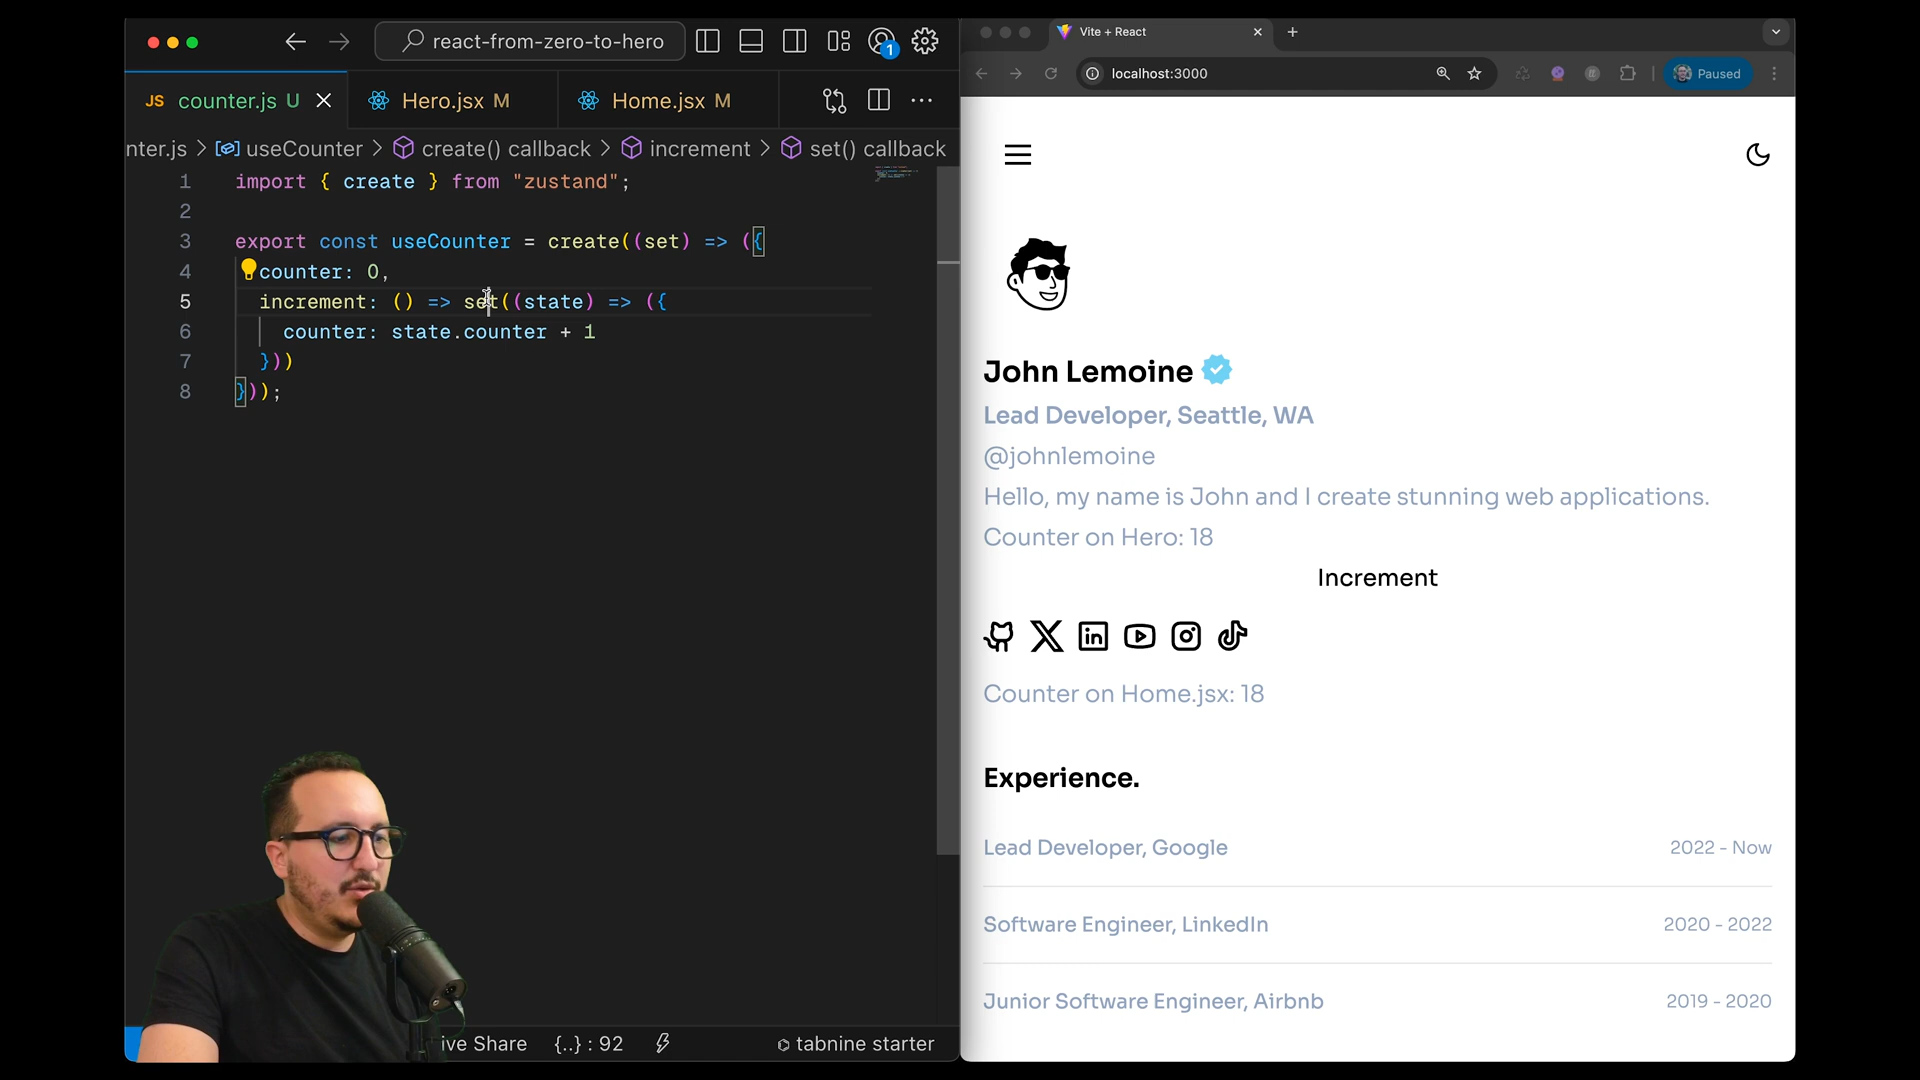 react-from-zero-to-hero
1
JS counter.js U
Hero.jsx M
Home.jsx M
nter.js > useCounter > create() callback > increment > set() callback
1 import { create } from "zustand";
2
3 export const useCounter = create((set) => ({
4 counter: 0,
5 increment: () => set((state) => ({
6 counter: state.counter + 1
7 }))
8 }));
ive Share {..} : 92 tabnine starter
Vite + React
localhost:3000
Paused
John Lemoine
Lead Developer, Seattle, WA
@johnlemoine
Hello, my name is John and I create stunning web applications.
Counter on Hero: 18
Increment
in
Counter on Home.jsx: 18
Experience.
Lead Developer, Google 2022 - Now
Software Engineer, LinkedIn 2020 - 2022
Junior Software Engineer, Airbnb 2019 - 2020